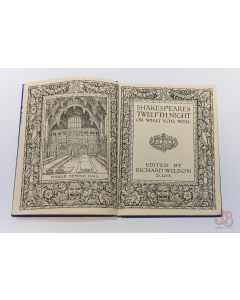 MIDDLE TEMPLE HALL
SHAKESPEARE'S
TWELFTH NIGHT
OR WHAT YOU WILL
EDITED BY
RICHARD WILSON
D.LITT.